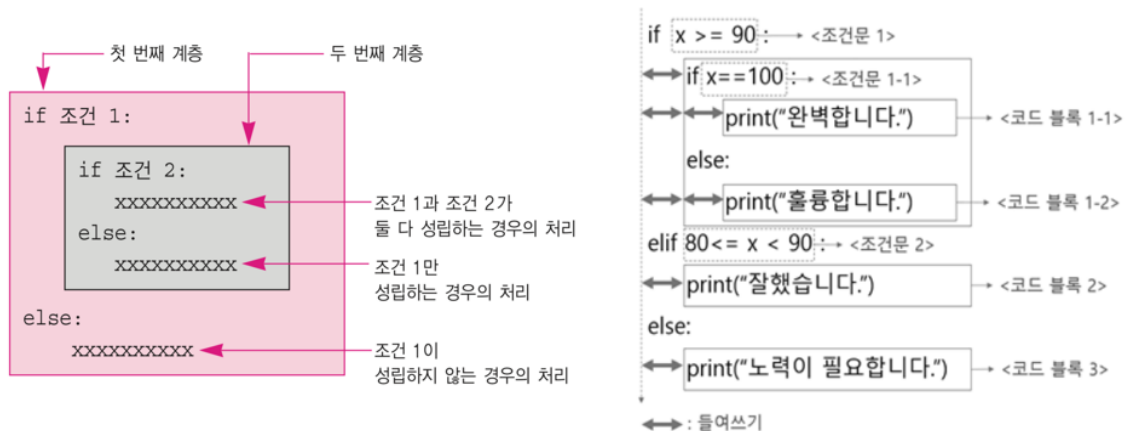 첫 번째 계층
두 번째 계층
if 조건 1:
if 조건 2:
xxxxxxxxxx
조건 1과 조건 2가
둘 다 성립하는 경우의 처리
else:
xxxxxxxxxx
조건 1만
성립하는 경우의 처리
else:
xxxxxxxxxx
조건 1이
성립하지 않는 경우의 처리
if x >= 90 : <조건문 1>
if x==100 : <조건문 1-1>
print("완벽합니다.") <코드 블록 1-1>
else:
print("훌륭합니다.") <코드 블록 1-2>
elif 80<= x < 90 : <조건문 2>
print("잘했습니다.") <코드 블록 2>
else:
print("노력이 필요합니다.") <코드 블록 3>
: 들여쓰기